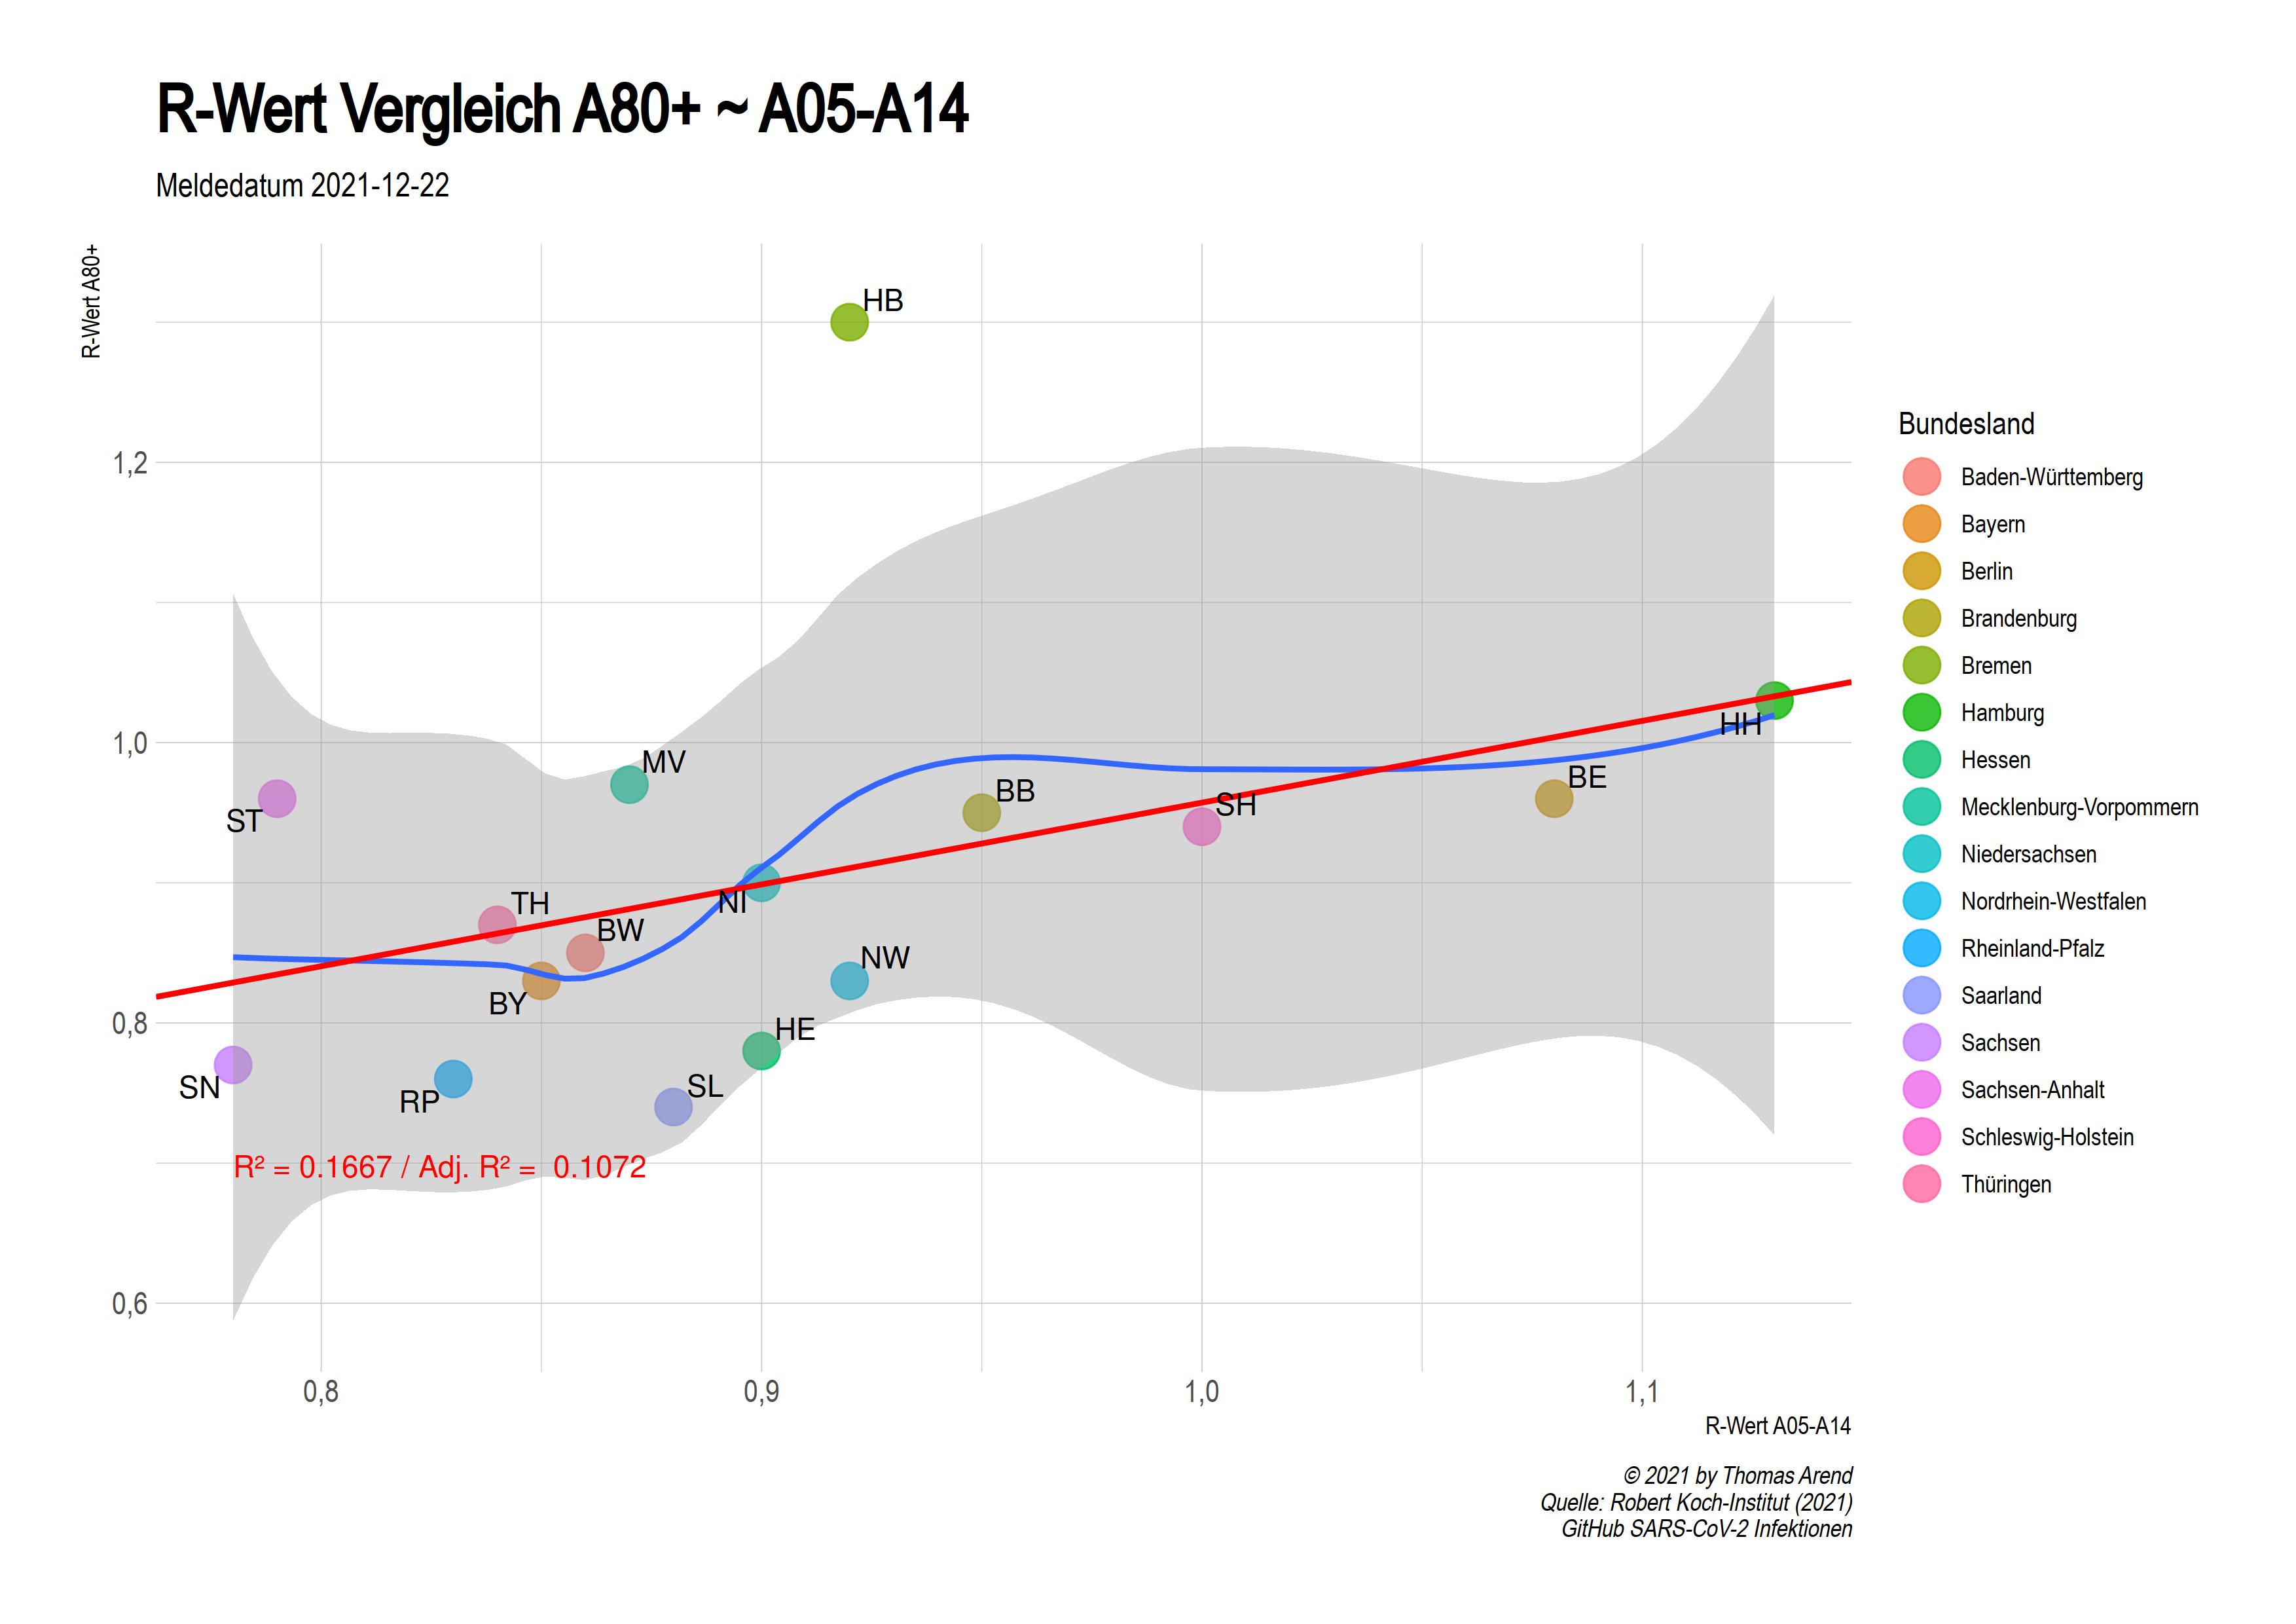 R-Wert Vergleich A80+ ~ A05-A14
Meldedatum 2021-12-22
R-Wert A80+
HB
1,2
1,0
0,8
0,6
MV
HH
ST
BB
SH
BE
TH
NI
BW
NW
BY
HE
SN
RP
SL
R² = 0.1667 / Adj. R² =  0.1072
0,8
0,9
1,0
1,1
R-Wert A05-A14
Bundesland
Baden-Württemberg
Bayern
Berlin
Brandenburg
Bremen
Hamburg
Hessen
Mecklenburg-Vorpommern
Niedersachsen
Nordrhein-Westfalen
Rheinland-Pfalz
Saarland
Sachsen
Sachsen-Anhalt
Schleswig-Holstein
Thüringen
© 2021 by Thomas Arend
Quelle: Robert Koch-Institut (2021)
GitHub SARS-CoV-2 Infektionen